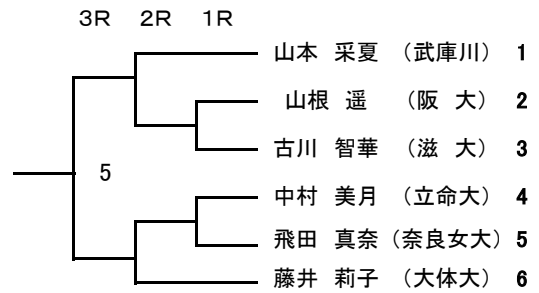 3R 2R 1R
山本 采夏 (武庫川) 1
山根 遥 (阪 大) 2
古川 智華 (滋 大) 3
5
中村 美月 (立命大) 4
飛田 真奈 (奈良女大) 5
藤井 莉子 (大体大) 6